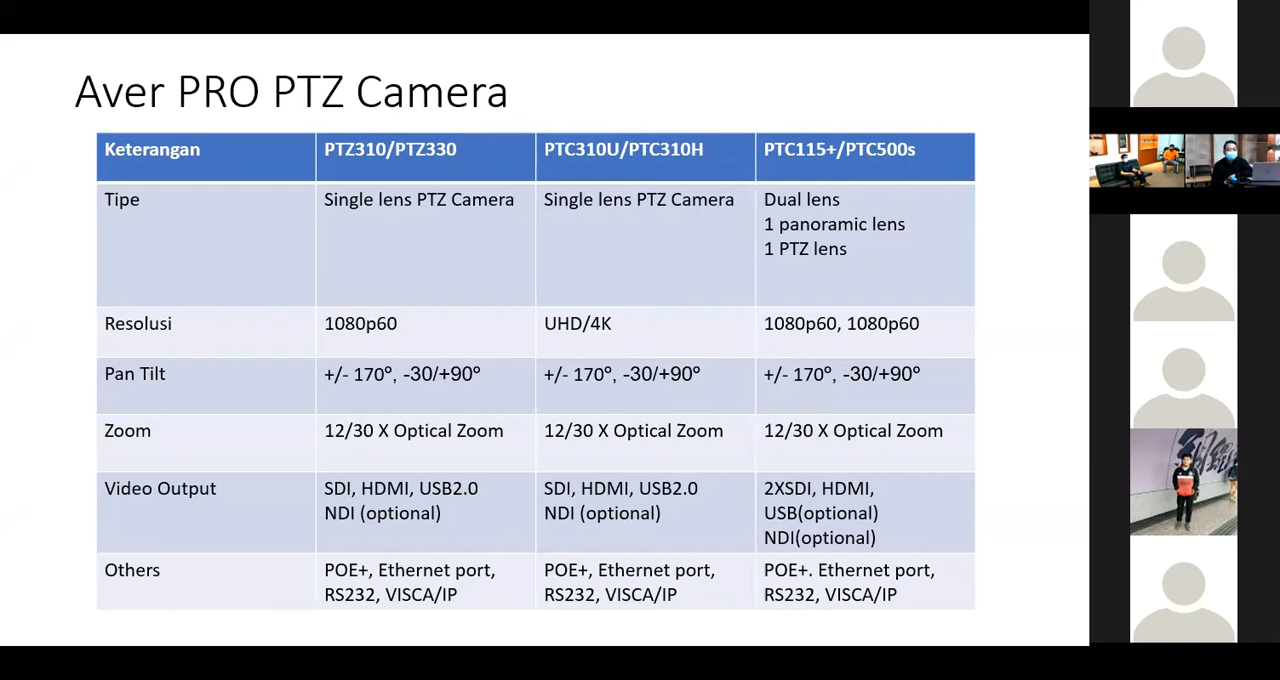 Aver PRO PTZ Camera
Keterangan
PTZ310/PTZ330
PTC310U/PTC310H
PTC115+/PTC500s
Tipe
Single lens PTZ Camera
Single lens PTZ Camera
Dual lens
1 panoramic lens
1 PTZ lens
Resolusi
1080p60
UHD/4K
1080p60, 1080p60
Pan Tilt
+/- 170°, -30/+90°
+/- 170°, -30/+90°
+/- 170°, -30/+90°
Zoom
12/30 X Optical Zoom
12/30 X Optical Zoom
12/30 X Optical Zoom
Video Output
SDI, HDMI, USB2.0
NDI (optional)
SDI, HDMI, USB2.0
NDI (optional)
2XSDI, HDMI,
USB(optional)
NDI(optional)
Others
POE+, Ethernet port,
RS232, VISCA/IP
POE+, Ethernet port,
RS232, VISCA/IP
POE+. Ethernet port,
RS232, VISCA/IP